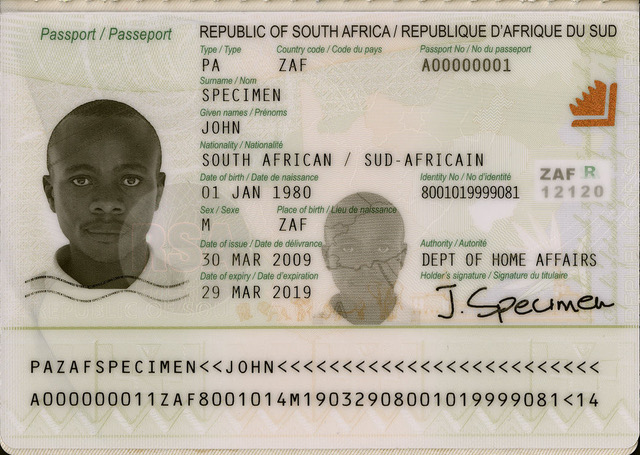 Passport / Passeport
REPUBLIC OF SOUTH AFRICA / REPUBLIQUE D'AFRIQUE DU SUD
Type / Type Country code / Code du pays Passport No / No du passeport
PA ZAF A00000001
Surname / Nom
SPECIMEN
Given names / Prénoms
JOHN
Nationality / Nationalité
SOUTH AFRICAN / SUD-AFRICAIN
Date of birth / Date de naissance Identity No / No d'identité
01 JAN 1980 8001019999081
ZAF R
12120
Sex / Sexe Place of birth / Lieu de naissance
M ZAF
Date of issue / Date de délivrance Authority / Autorité
30 MAR 2009 DEPT OF HOME AFFAIRS
Date of expiry / Date d'expiration Holder's signature / Signature du titulaire
29 MAR 2019 J. Specimen
PAZAFSPECIMEN<<JOHN<<<<<<<<<<<<<<<<<<<<<<<<<
A000000011ZAF8001014M19032908001019999081<14